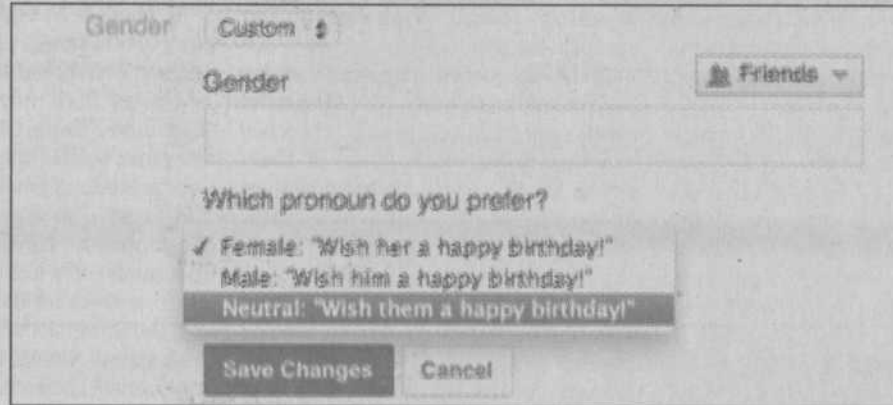 Gender Custom
Friends
Gender
Which pronoun do you prefer?
✓ Female: "Wish her a happy birthday!"
Male: "Wish him a happy birthday!"
Neutral: "Wish them a happy birthday!"
Save Changes Cancel